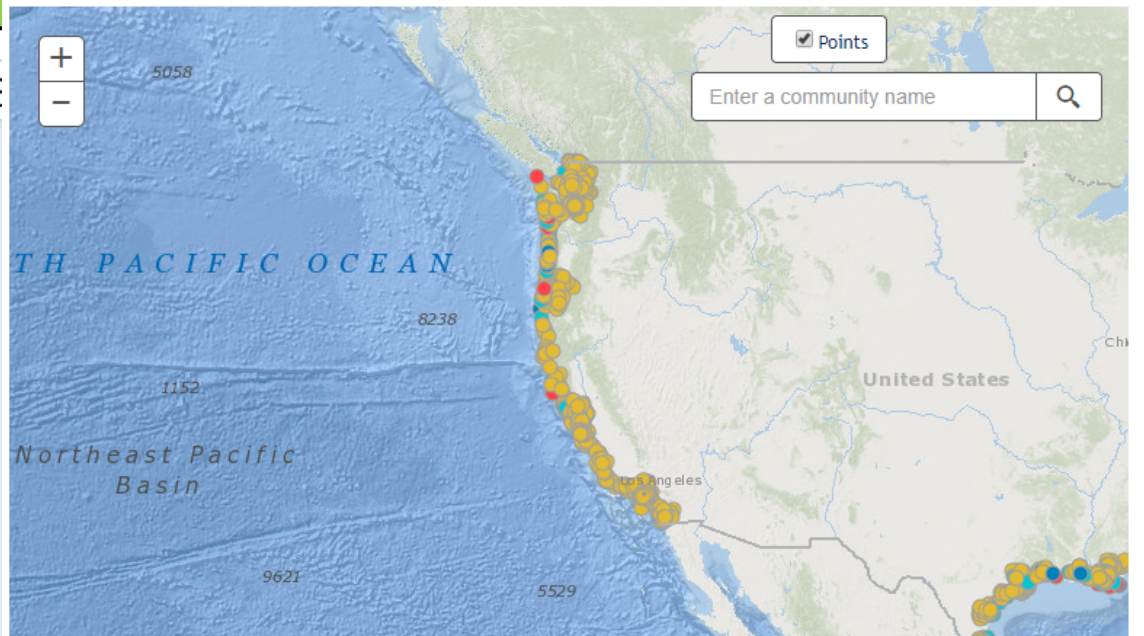 +
−
Points
Enter a community name
5058
TH PACIFIC OCEAN
8238
1152
United States
Northeast Pacific
Basin
Los Angeles
9621
5529